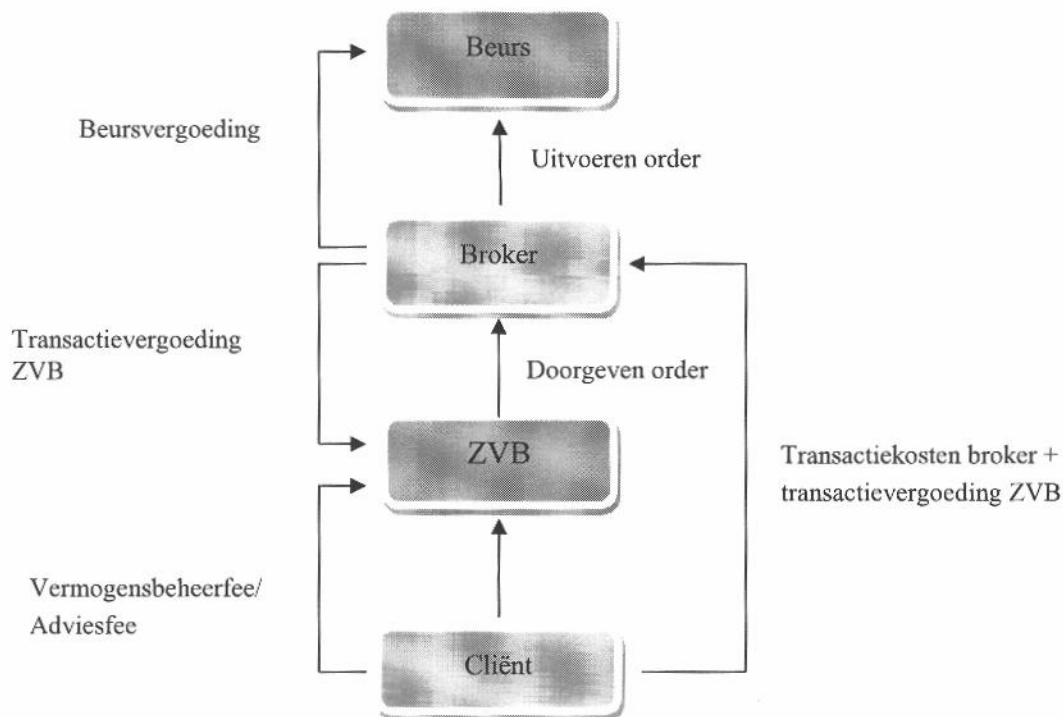 Beurs
Beursvergoeding
Uitvoeren order
Broker
Transactievergoeding
ZVB
Doorgeven order
ZVB
Transactiekosten broker +
transactievergoeding ZVB
Vermogensbeheerfee/
Adviesfee
Cliënt